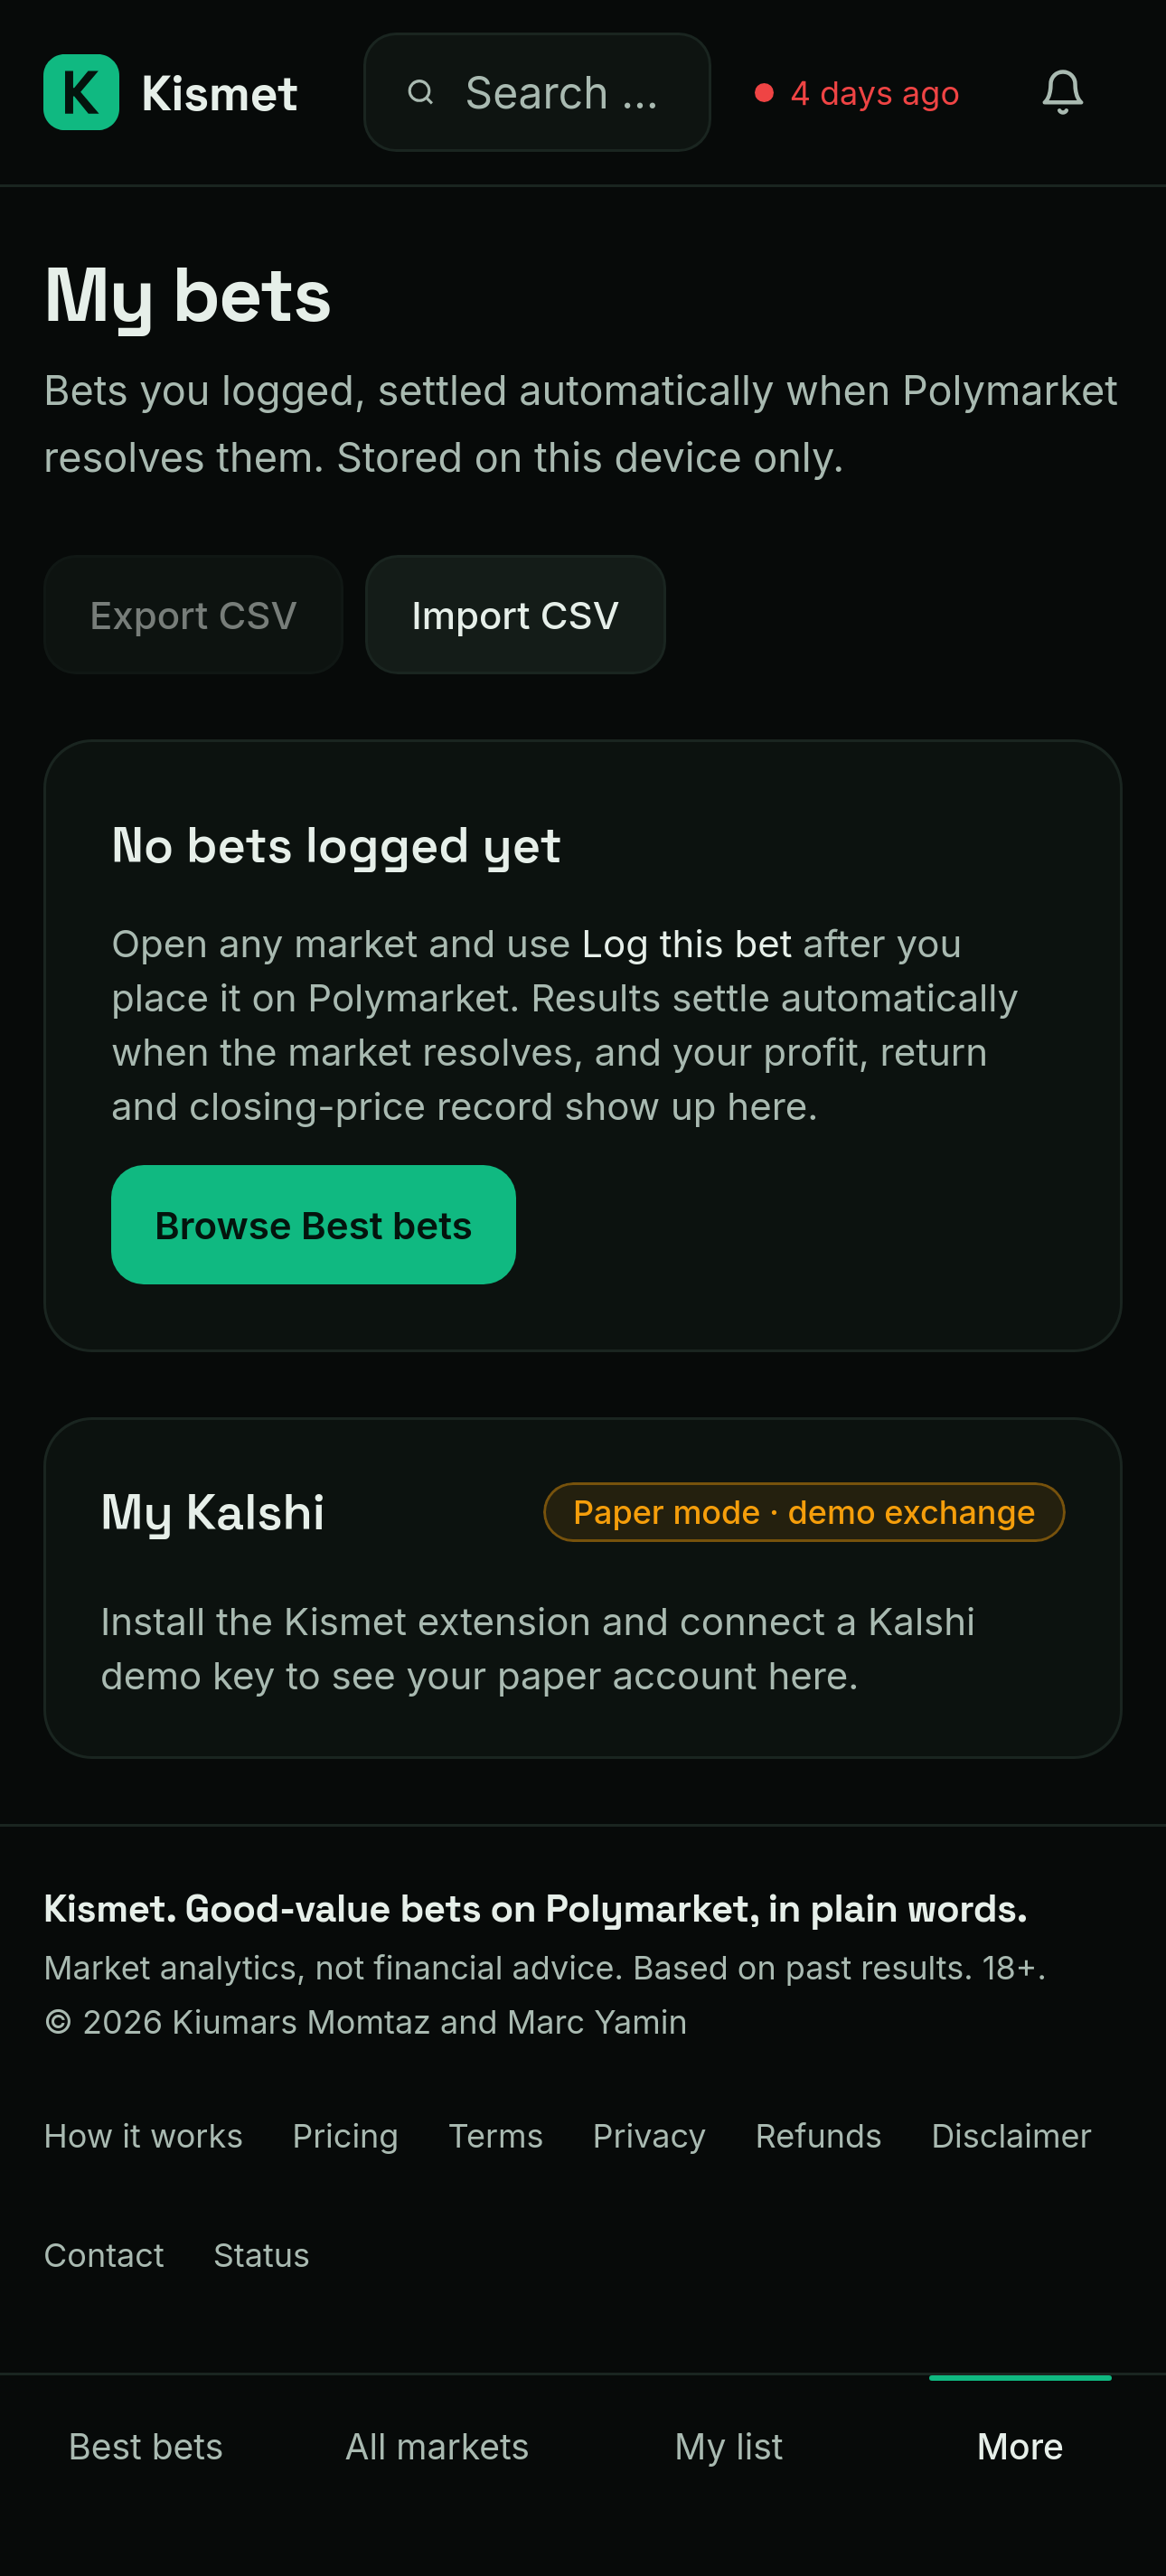 K Kismet
Search ...
4 days ago
My bets
Bets you logged, settled automatically when Polymarket
resolves them. Stored on this device only.
Export CSV
Import CSV
No bets logged yet
Open any market and use Log this bet after you
place it on Polymarket. Results settle automatically
when the market resolves, and your profit, return
and closing-price record show up here.
Browse Best bets
My Kalshi
Paper mode · demo exchange
Install the Kismet extension and connect a Kalshi
demo key to see your paper account here.
Kismet. Good-value bets on Polymarket, in plain words.
Market analytics, not financial advice. Based on past results. 18+.
© 2026 Kiumars Momtaz and Marc Yamin
How it works Pricing Terms Privacy Refunds Disclaimer
Contact Status
Best bets All markets My list More